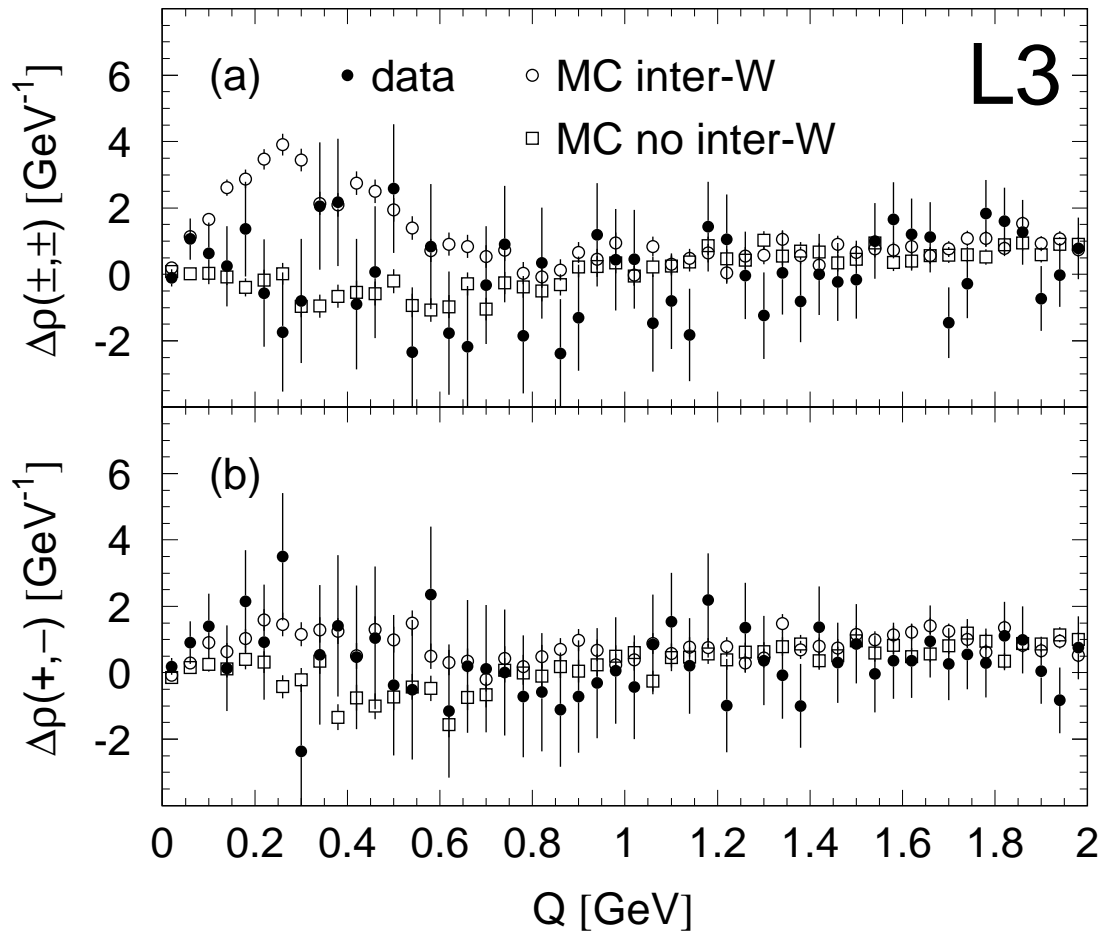 (a) data MC inter-W L3
MC no inter-W
Δρ(±,±) [GeV⁻¹]
6
4
2
0
-2
(b)
Δρ(+,−) [GeV⁻¹]
6
4
2
0
-2
0 0.2 0.4 0.6 0.8 1 1.2 1.4 1.6 1.8 2
Q [GeV]